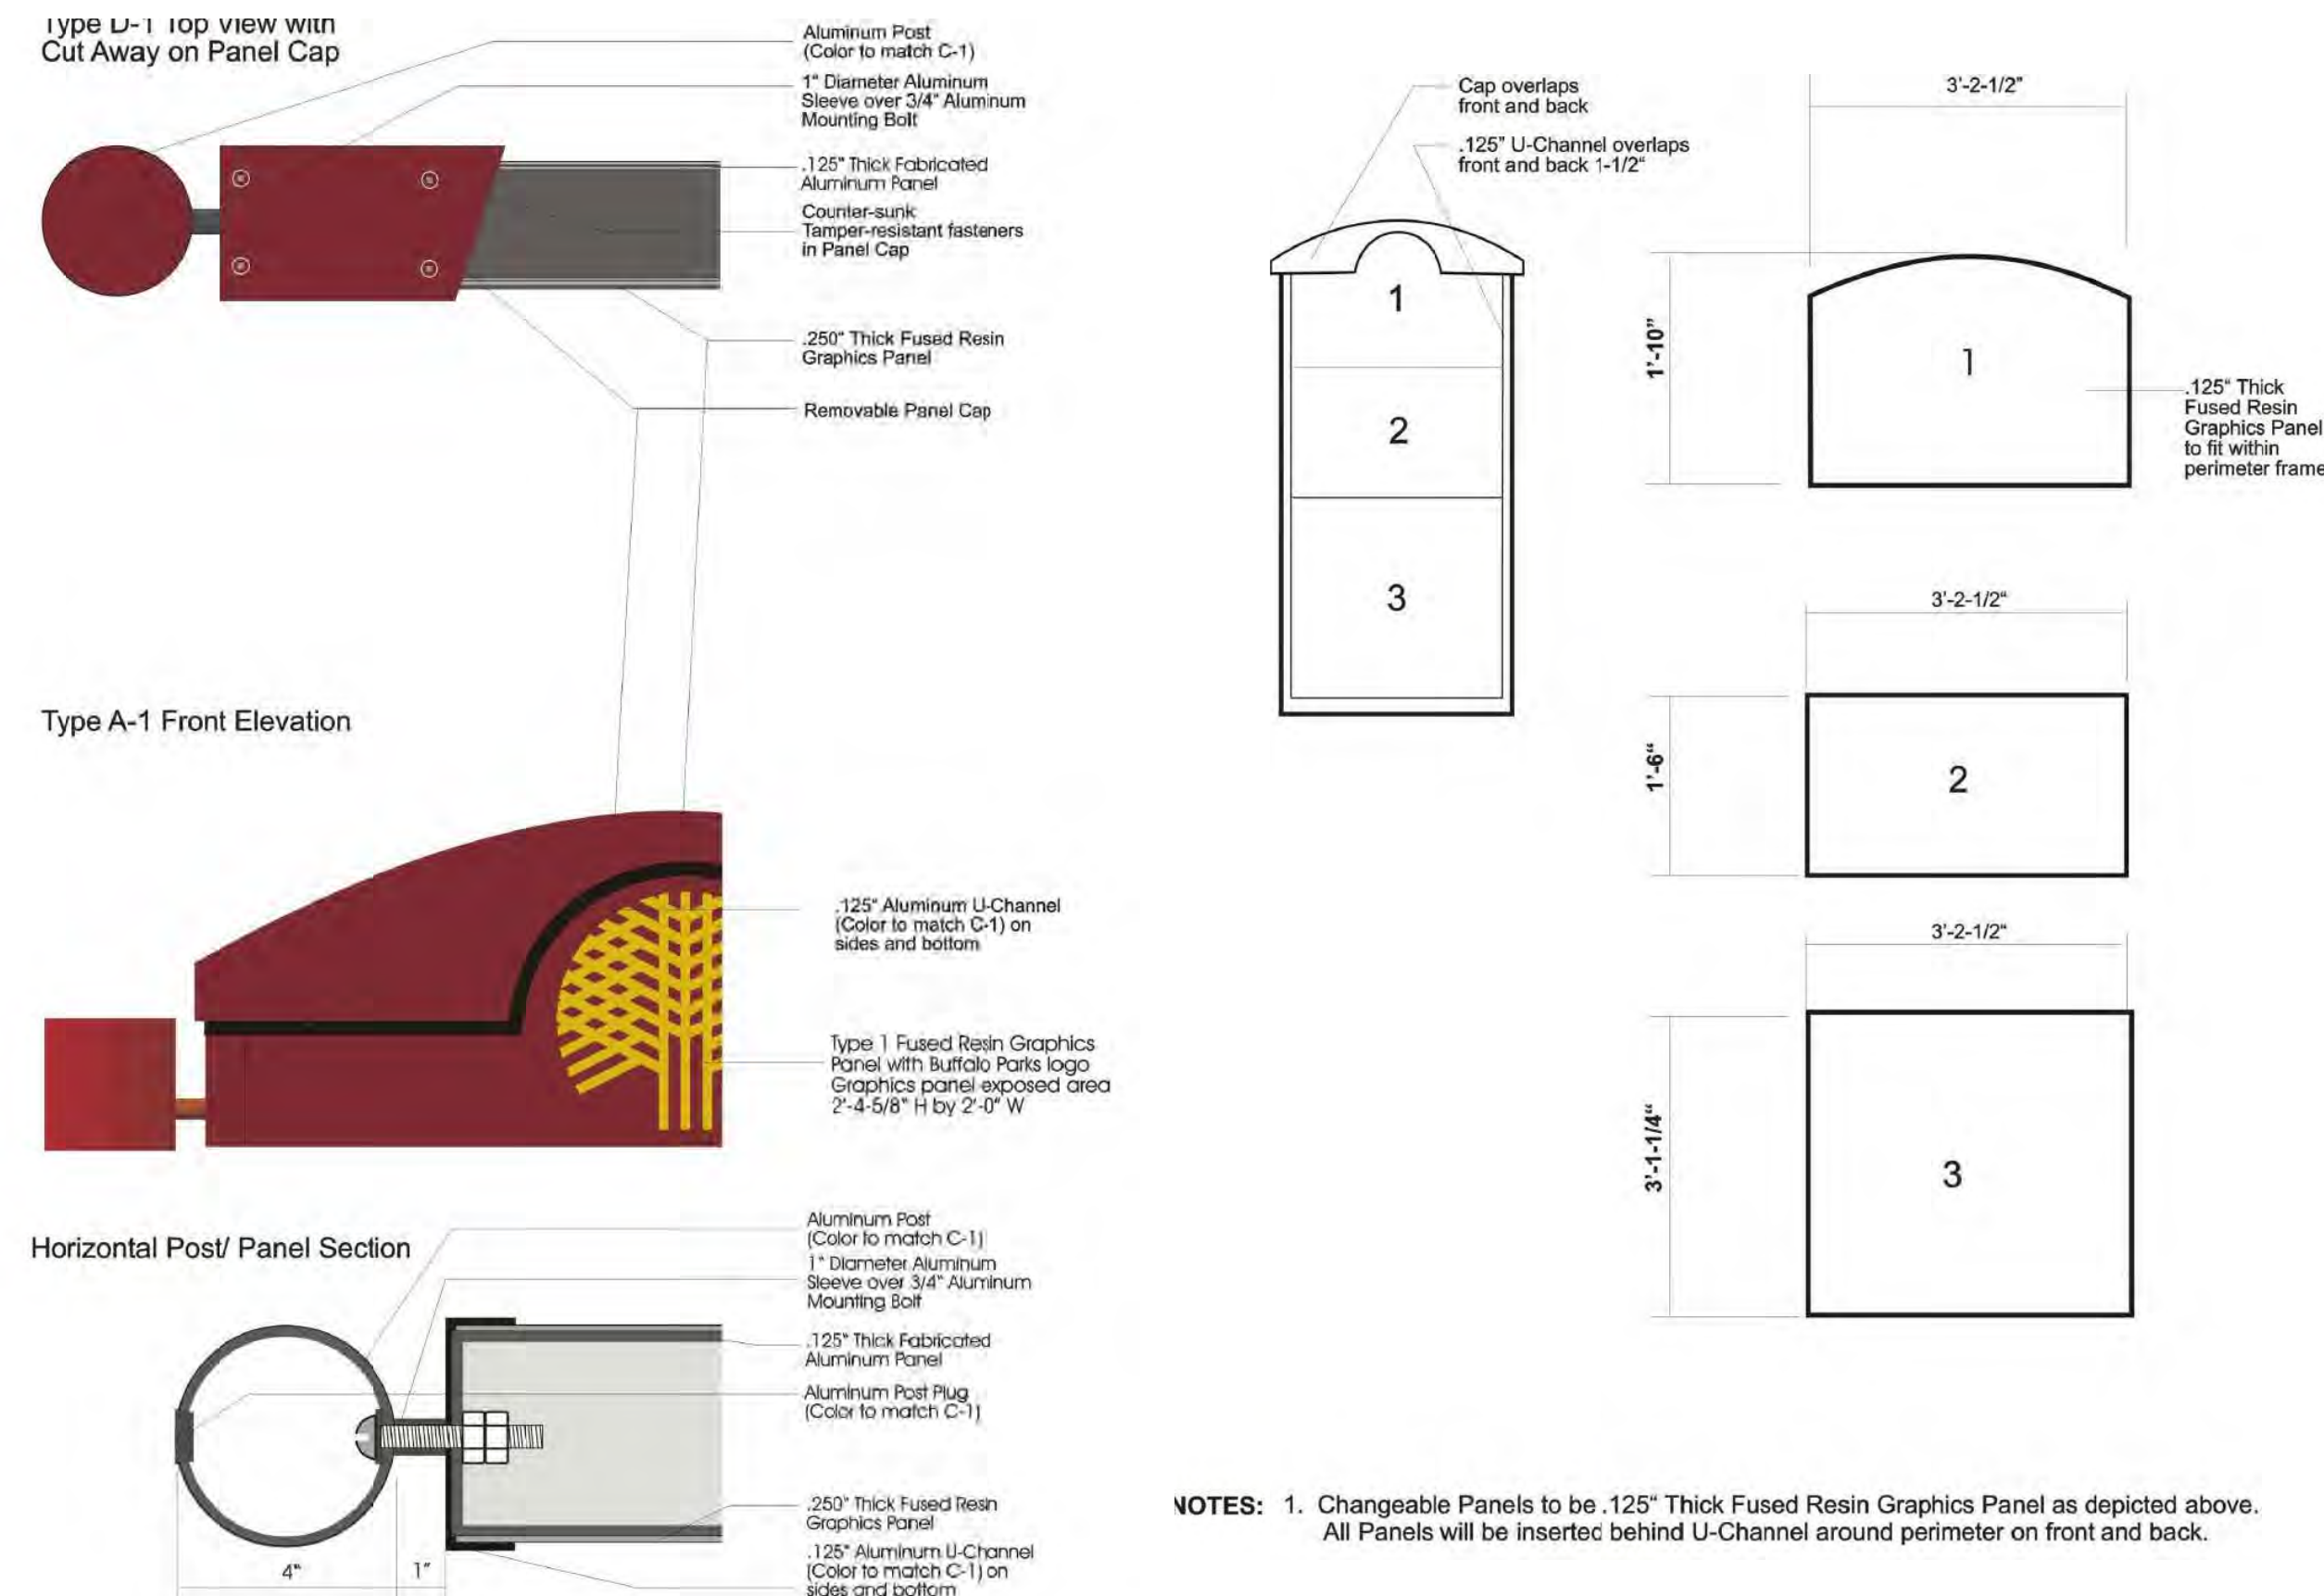 Type D-1 Top View with
Cut Away on Panel Cap
Aluminum Post
(Color to match C-1)
1" Diameter Aluminum
Sleeve over 3/4" Aluminum
Mounting Bolt
.125" Thick Fabricated
Aluminum Panel
Counter-sunk
Tamper-resistant fasteners
in Panel Cap
.250" Thick Fused Resin
Graphics Panel
Removable Panel Cap
Type A-1 Front Elevation
.125" Aluminum U-Channel
(Color to match C-1) on
sides and bottom
Type 1 Fused Resin Graphics
Panel with Buffalo Parks logo
Graphics panel exposed area
2'-4-5/8" H by 2'-0" W
Horizontal Post/ Panel Section
Aluminum Post
(Color to match C-1)
1" Diameter Aluminum
Sleeve over 3/4" Aluminum
Mounting Bolt
.125" Thick Fabricated
Aluminum Panel
Aluminum Post Plug
(Color to match C-1)
.250" Thick Fused Resin
Graphics Panel
.125" Aluminum U-Channel
(Color to match C-1) on
sides and bottom
4"
1"
Cap overlaps
front and back
.125" U-Channel overlaps
front and back 1-1/2"
1
2
3
3'-2-1/2"
1'-10"
1
.125" Thick
Fused Resin
Graphics Panel
to fit within
perimeter frame
3'-2-1/2"
1'-6"
2
3'-2-1/2"
3'-1-1/4"
3
NOTES: 1. Changeable Panels to be .125" Thick Fused Resin Graphics Panel as depicted above.
All Panels will be inserted behind U-Channel around perimeter on front and back.